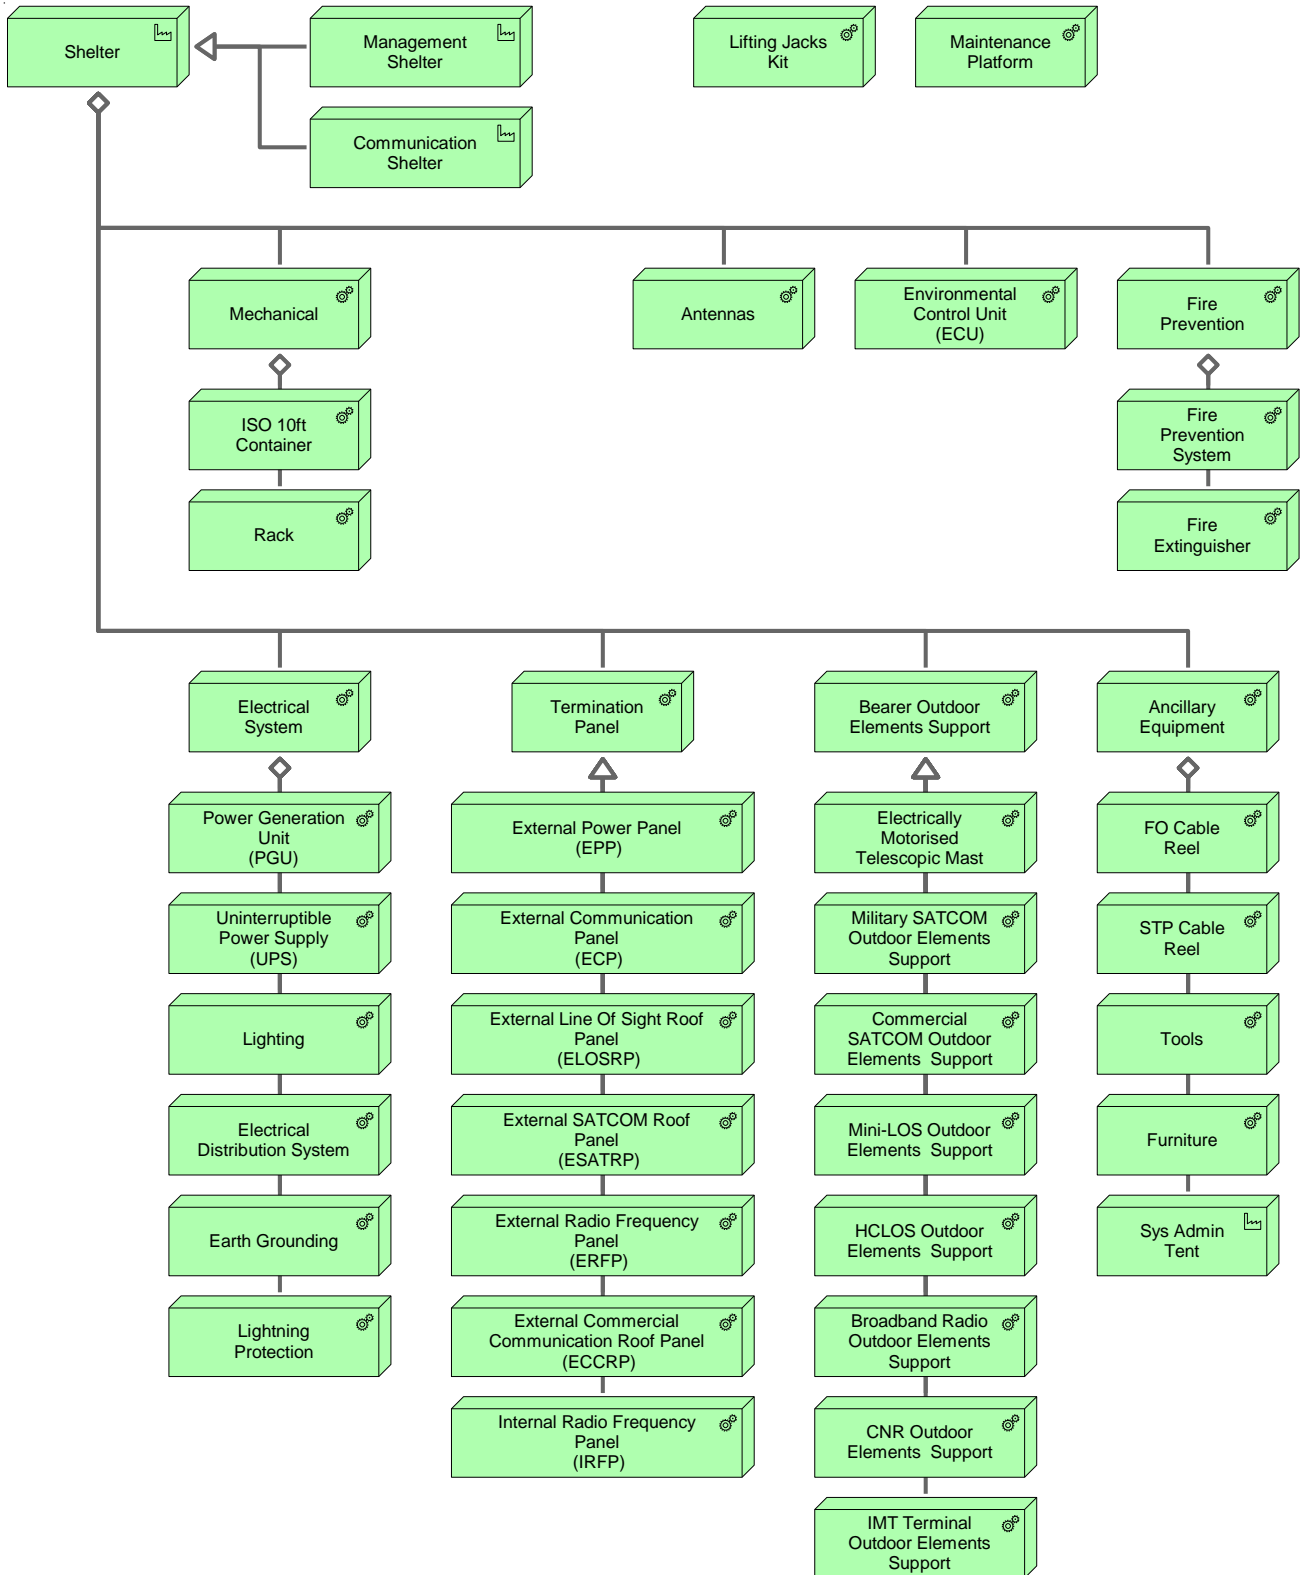 Shelter
Management
Shelter
Lifting Jacks
Kit
Maintenance
Platform
Communication
Shelter
Mechanical
Antennas
Environmental
Control Unit
(ECU)
Fire
Prevention
ISO 10ft
Container
Fire
Prevention
System
Rack
Fire
Extinguisher
Electrical
System
Termination
Panel
Bearer Outdoor
Elements Support
Ancillary
Equipment
Power Generation
Unit
(PGU)
External Power Panel
(EPP)
Electrically
Motorised
Telescopic Mast
FO Cable
Reel
Uninterruptible
Power Supply
(UPS)
External Communication
Panel
(ECP)
Military SATCOM
Outdoor Elements
Support
STP Cable
Reel
Lighting
External Line Of Sight Roof
Panel
(ELOSRP)
Commercial
SATCOM Outdoor
Elements  Support
Tools
Electrical
Distribution System
External SATCOM Roof
Panel
(ESATRP)
Mini-LOS Outdoor
Elements  Support
Furniture
Earth Grounding
External Radio Frequency
Panel
(ERFP)
HCLOS Outdoor
Elements  Support
Sys Admin
Tent
Lightning
Protection
External Commercial
Communication Roof Panel
(ECCRP)
Broadband Radio
Outdoor Elements
Support
Internal Radio Frequency
Panel
(IRFP)
CNR Outdoor
Elements  Support
IMT Terminal
Outdoor Elements
Support